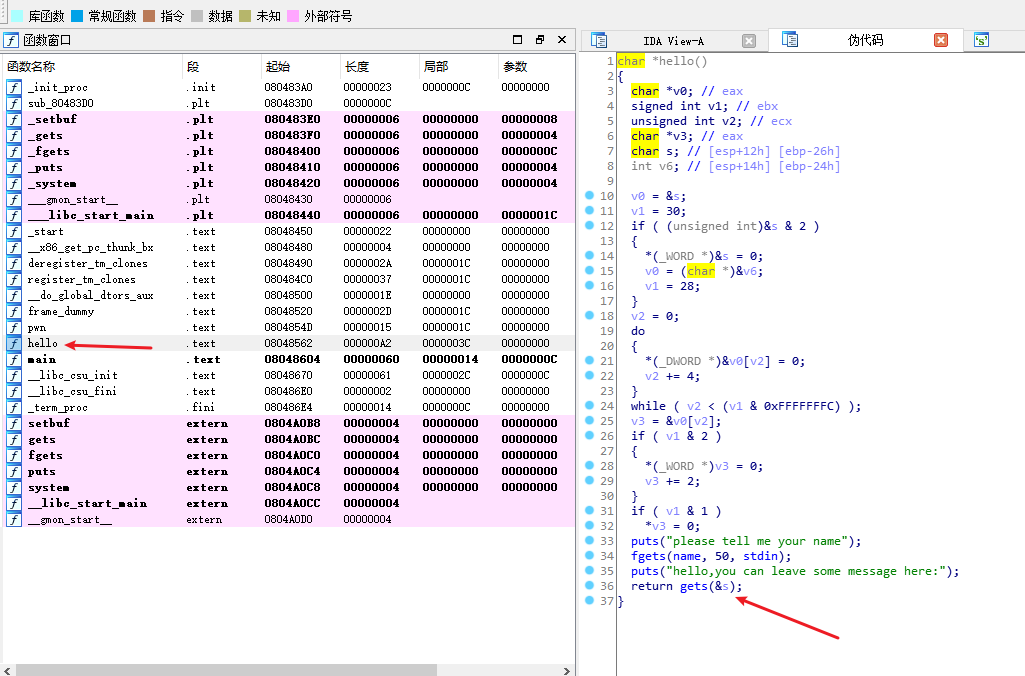 库函数 常规函数 指令 数据 未知 外部符号
函数窗口
函数名称 段 起始 长度 局部 参数
_init_proc .init 080483A0 00000023 0000000C 00000000
sub_80483D0 .plt 080483D0 0000000C
_setbuf .plt 080483E0 00000006 00000000 00000008
_gets .plt 080483F0 00000006 00000000 00000004
_fgets .plt 08048400 00000006 00000000 0000000C
_puts .plt 08048410 00000006 00000000 00000004
_system .plt 08048420 00000006 00000000 00000004
___gmon_start__ .plt 08048430 00000006
___libc_start_main .plt 08048440 00000006 00000000 0000001C
_start .text 08048450 00000022 00000000 00000000
__x86_get_pc_thunk_bx .text 08048480 00000004 00000000 00000000
deregister_tm_clones .text 08048490 0000002A 0000001C 00000000
register_tm_clones .text 080484C0 00000037 0000001C 00000000
__do_global_dtors_aux .text 08048500 0000001E 00000000 00000000
frame_dummy .text 08048520 0000002D 0000001C 00000000
pwn .text 0804854D 00000015 0000001C 00000000
hello .text 08048562 000000A2 0000003C 00000000
main .text 08048604 00000060 00000014 0000000C
__libc_csu_init .text 08048670 00000061 0000002C 0000000C
__libc_csu_fini .text 080486E0 00000002 00000000 00000000
_term_proc .fini 080486E4 00000014 0000000C 00000000
setbuf extern 0804A0B8 00000004 00000000 00000000
gets extern 0804A0BC 00000004 00000000 00000000
fgets extern 0804A0C0 00000004 00000000 00000000
puts extern 0804A0C4 00000004 00000000 00000000
system extern 0804A0C8 00000004 00000000 00000000
__libc_start_main extern 0804A0CC 00000004
__gmon_start__ extern 0804A0D0 00000004
IDA View-A 伪代码
1 char *hello()
2 {
3 char *v0; // eax
4 signed int v1; // ebx
5 unsigned int v2; // ecx
6 char *v3; // eax
7 char s; // [esp+12h] [ebp-26h]
8 int v6; // [esp+14h] [ebp-24h]
9
10 v0 = &s;
11 v1 = 30;
12 if ( (unsigned int)&s & 2 )
13 {
14 *(_WORD *)&s = 0;
15 v0 = (char *)&v6;
16 v1 = 28;
17 }
18 v2 = 0;
19 do
20 {
21 *(_DWORD *)&v0[v2] = 0;
22 v2 += 4;
23 }
24 while ( v2 < (v1 & 0xFFFFFFFC) );
25 v3 = &v0[v2];
26 if ( v1 & 2 )
27 {
28 *(_WORD *)v3 = 0;
29 v3 += 2;
30 }
31 if ( v1 & 1 )
32 *v3 = 0;
33 puts("please tell me your name");
34 fgets(name, 50, stdin);
35 puts("hello,you can leave some message here:");
36 return gets(&s);
37 }